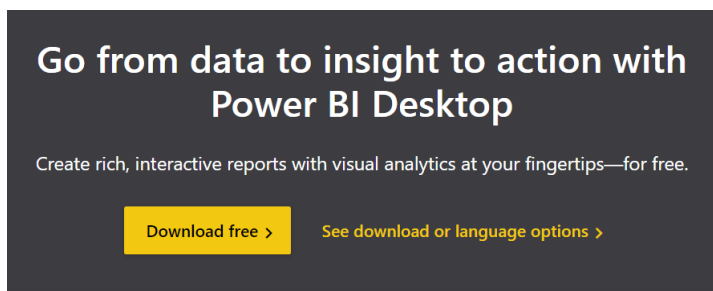 Go from data to insight to action with
Power BI Desktop
Create rich, interactive reports with visual analytics at your fingertips—for free.
Download free >
See download or language options >